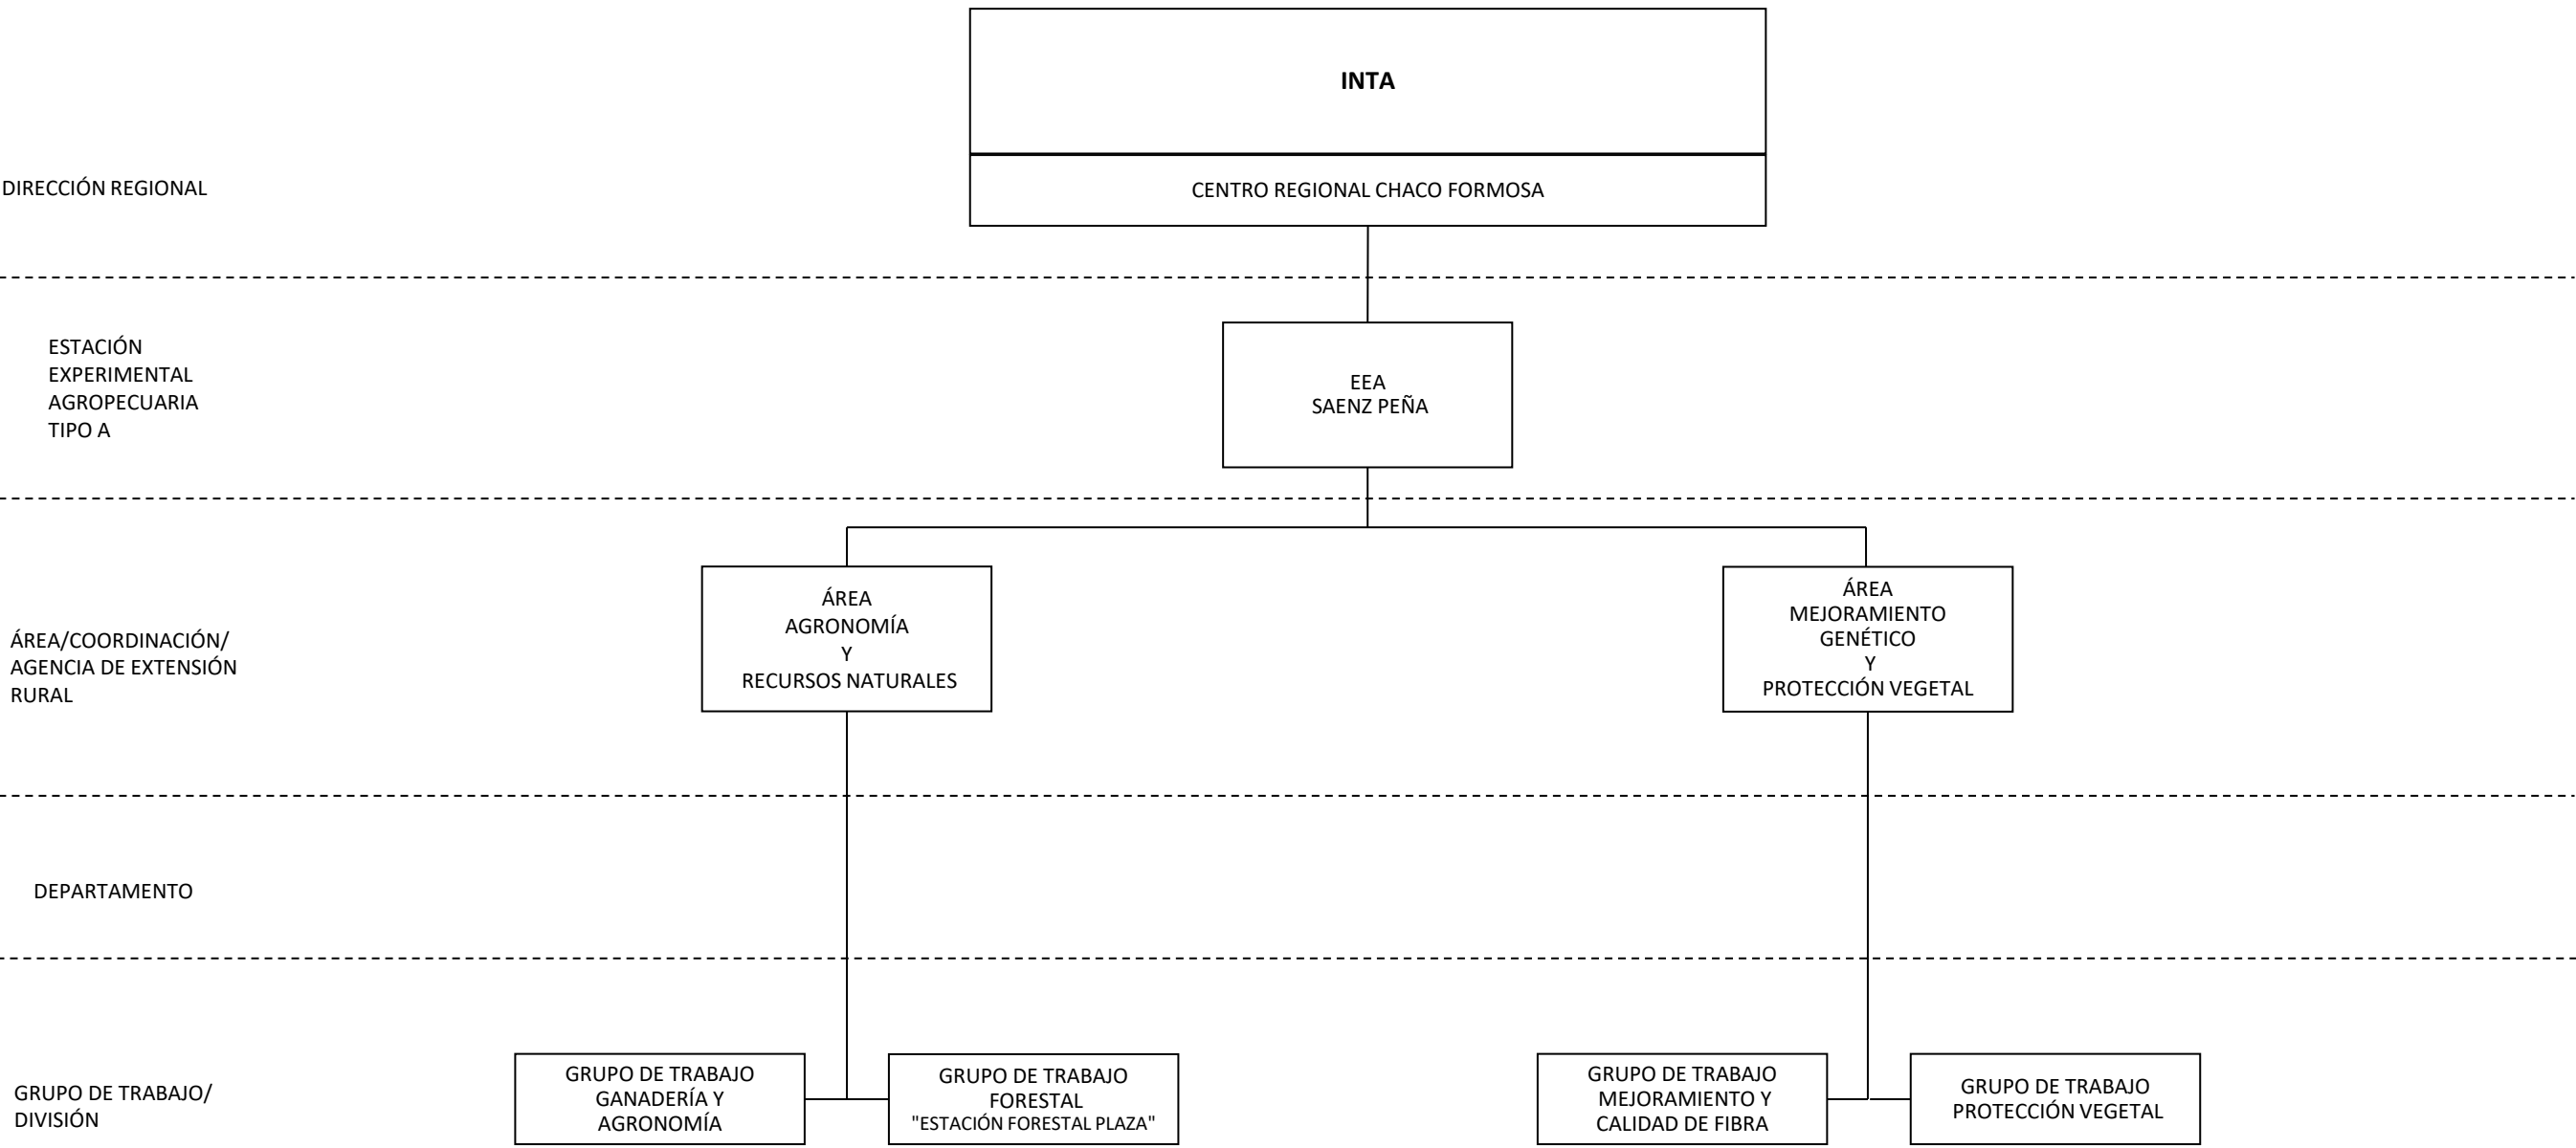 INTA
DIRECCIÓN REGIONAL
CENTRO REGIONAL CHACO FORMOSA
ESTACIÓN
EXPERIMENTAL
AGROPECUARIA
TIPO A
EEA
SAENZ PEÑA
ÁREA/COORDINACIÓN/
AGENCIA DE EXTENSIÓN
RURAL
ÁREA
AGRONOMÍA
Y
RECURSOS NATURALES
ÁREA
MEJORAMIENTO
GENÉTICO
Y
PROTECCIÓN VEGETAL
DEPARTAMENTO
GRUPO DE TRABAJO/
DIVISIÓN
GRUPO DE TRABAJO
GANADERÍA Y
AGRONOMÍA
GRUPO DE TRABAJO
FORESTAL
"ESTACIÓN FORESTAL PLAZA"
GRUPO DE TRABAJO
MEJORAMIENTO Y
CALIDAD DE FIBRA
GRUPO DE TRABAJO
PROTECCIÓN VEGETAL